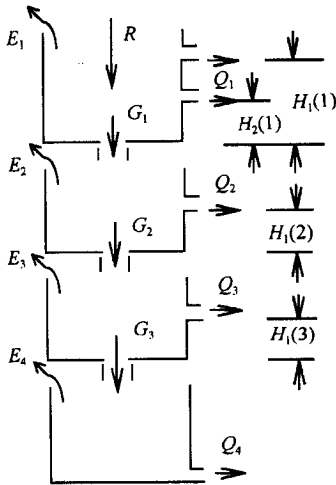 E₁
R
Q₁
H₁(1)
G₁
H₂(1)
E₂
Q₂
G₂
H₁(2)
E₃
Q₃
G₃
H₁(3)
E₄
Q₄